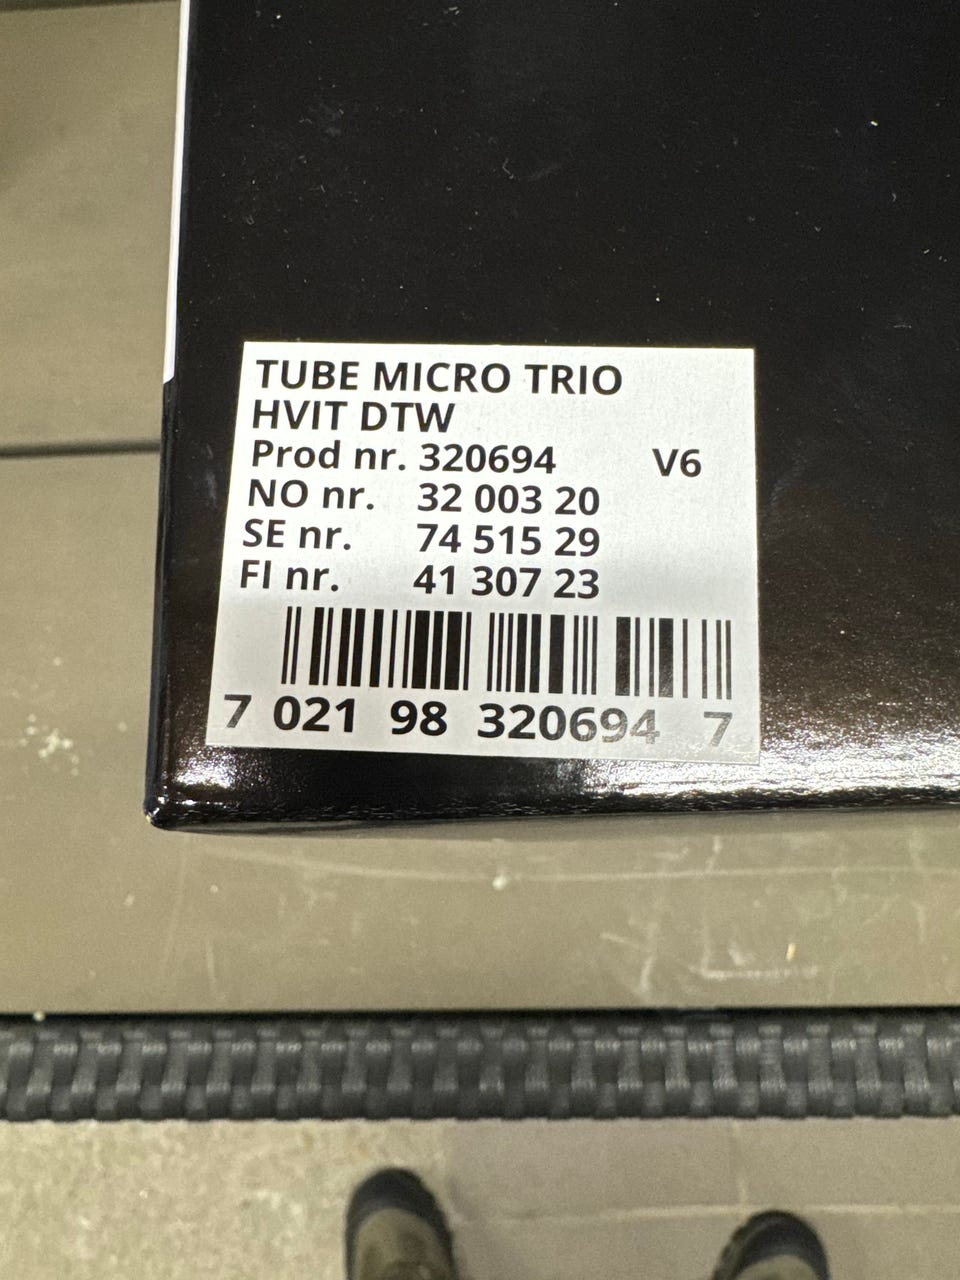 TUBE MICRO TRIO
HVIT DTW
Prod nr. 320694 V6
NO nr. 32 003 20
SE nr. 74 515 29
FI nr. 41 307 23
7 021 98 320694 7